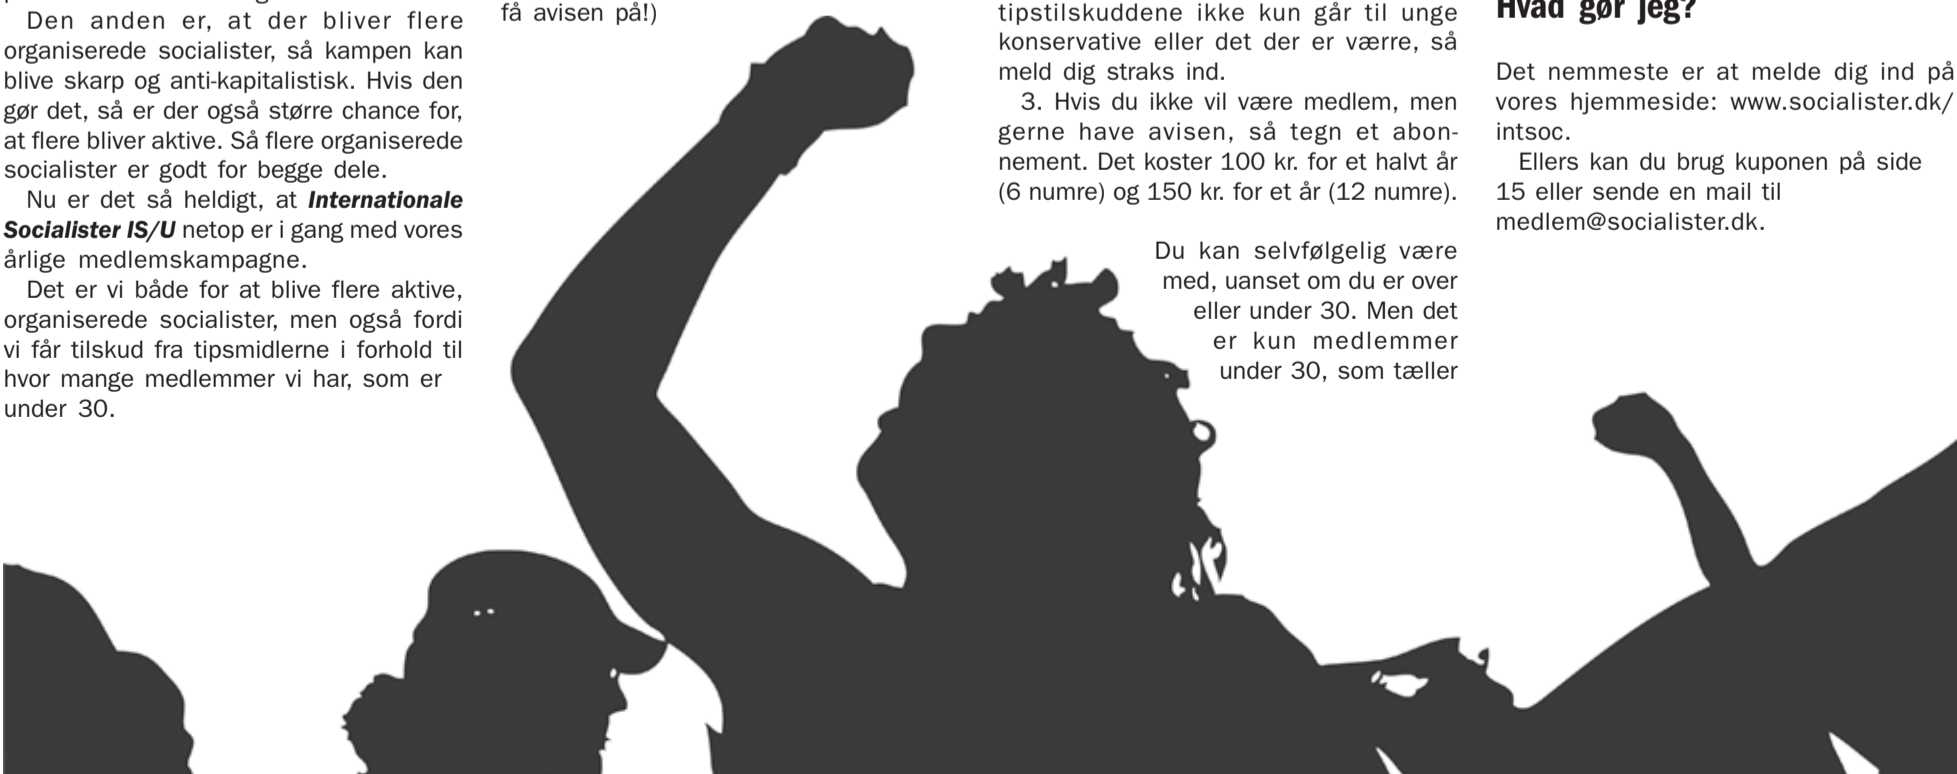 Den anden er, at der bliver flere
organiserede socialister, så kampen kan
blive skarp og anti-kapitalistisk. Hvis den
gør det, så er der også større chance for,
at flere bliver aktive. Så flere organiserede
socialister er godt for begge dele.
Nu er det så heldigt, at Internationale
Socialister IS/U netop er i gang med vores
årlige medlemskampagne.
Det er vi både for at blive flere aktive,
organiserede socialister, men også fordi
vi får tilskud fra tipsmidlerne i forhold til
hvor mange medlemmer vi har, som er
under 30.
få avisen på!)
tipstilskuddene ikke kun går til unge
konservative eller det der er værre, så
meld dig straks ind.
3. Hvis du ikke vil være medlem, men
gerne have avisen, så tegn et abon-
nement. Det koster 100 kr. for et halvt år
(6 numre) og 150 kr. for et år (12 numre).
Du kan selvfølgelig være
med, uanset om du er over
eller under 30. Men det
er kun medlemmer
under 30, som tæller
Hvad gør jeg?
Det nemmeste er at melde dig ind på
vores hjemmeside: www.socialister.dk/
intsoc.
Ellers kan du brug kuponen på side
15 eller sende en mail til
medlem@socialister.dk.